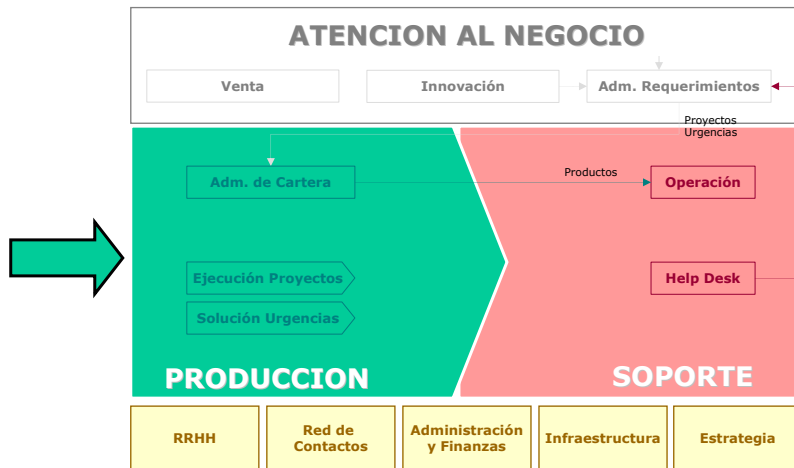 ATENCION AL NEGOCIO
Venta
Innovación
Adm. Requerimientos
Proyectos
Urgencias
Adm. de Cartera
Productos
Operación
Ejecución Proyectos
Help Desk
Solución Urgencias
PRODUCCION
SOPORTE
RRHH
Red de
Contactos
Administración
y Finanzas
Infraestructura
Estrategia